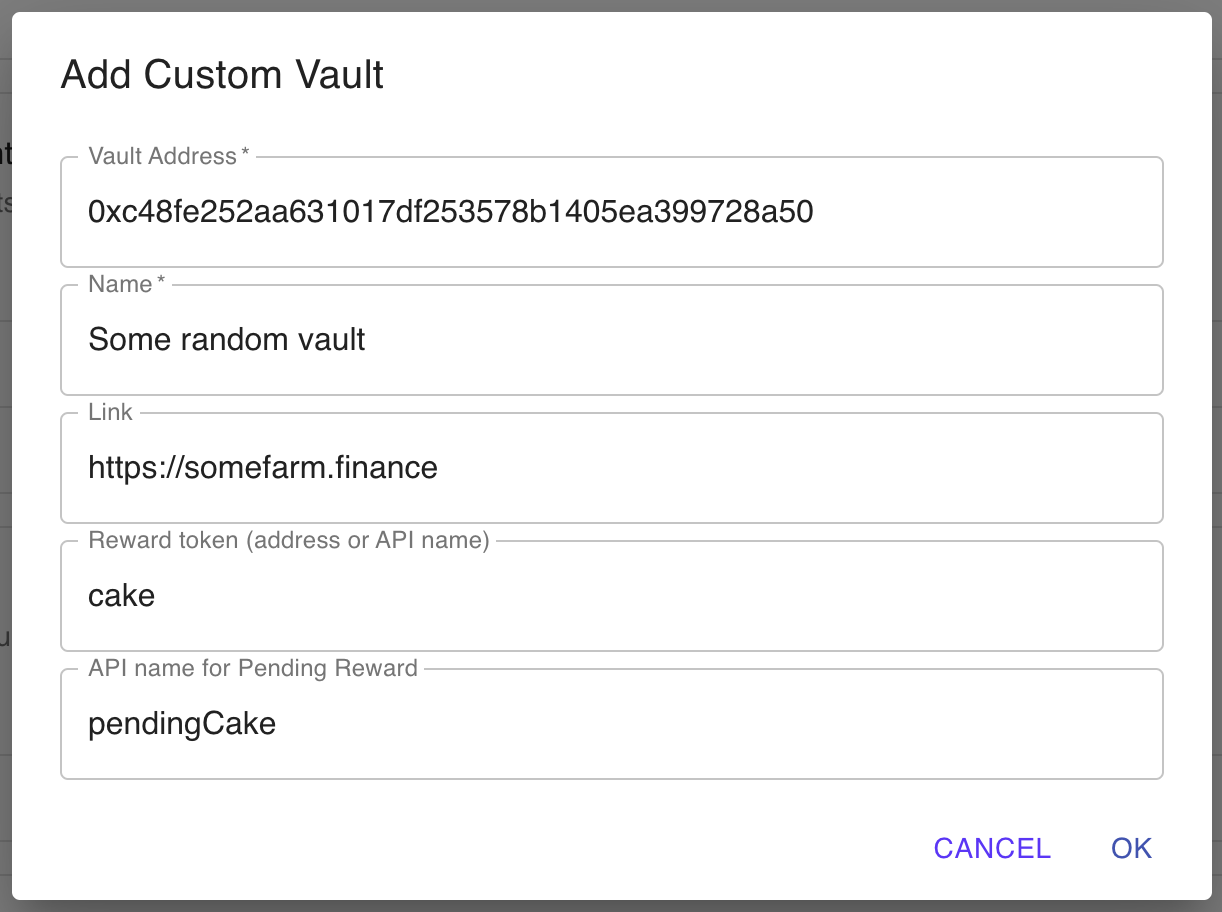 Add Custom Vault
Vault Address *
0xc48fe252aa631017df253578b1405ea399728a50
Name *
Some random vault
Link
https://somefarm.finance
Reward token (address or API name)
cake
API name for Pending Reward
pendingCake
CANCEL OK